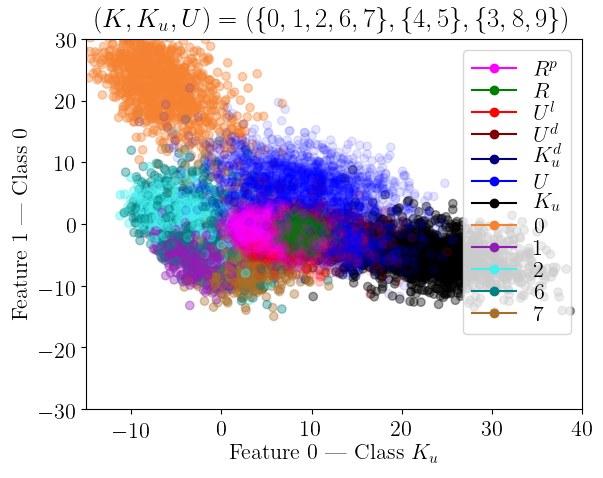 (K, K_u, U) = ({0, 1, 2, 6, 7}, {4, 5}, {3, 8, 9})
30
20
10
0
−10
−20
−30
Feature 1 — Class 0
R^p
R
U^l
U^d
K_u^d
U
K_u
0
1
2
6
7
−10 0 10 20 30 40
Feature 0 — Class K_u